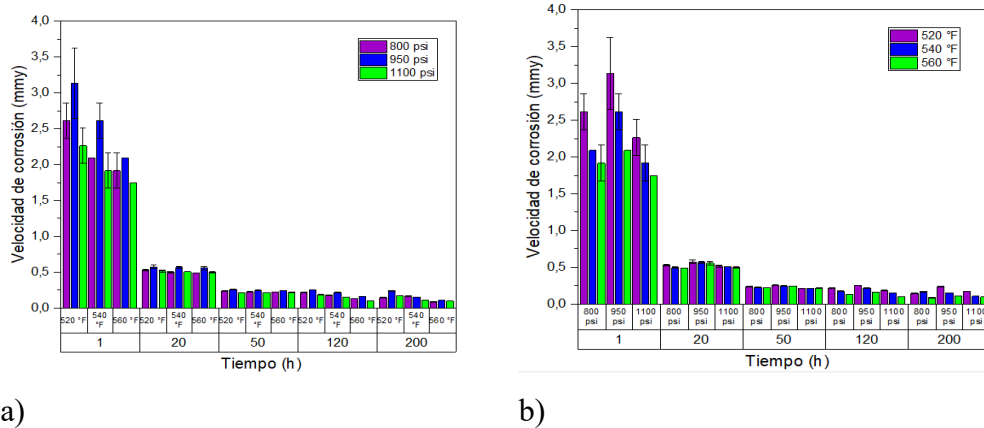 4,0
3,5
3,0
2,5
2,0
1,5
1,0
0,5
0,0
Velocidad de corrosión (mmy)
800 psi
950 psi
1100 psi
520 °F 540 °F 560 °F 520 °F 540 °F 560 °F 520 °F 540 °F 560 °F 520 °F 540 °F 560 °F 520 °F 540 °F 560 °F
1 20 50 120 200
Tiempo (h)
a)
4,0
3,5
3,0
2,5
2,0
1,5
1,0
0,5
0,0
Velocidad de corrosión (mmy)
520 °F
540 °F
560 °F
800 950 1100 800 950 1100 800 950 1100 800 950 1100 800 950 1100
psi psi psi psi psi psi psi psi psi psi psi psi psi psi psi
1 20 50 120 200
Tiempo (h)
b)